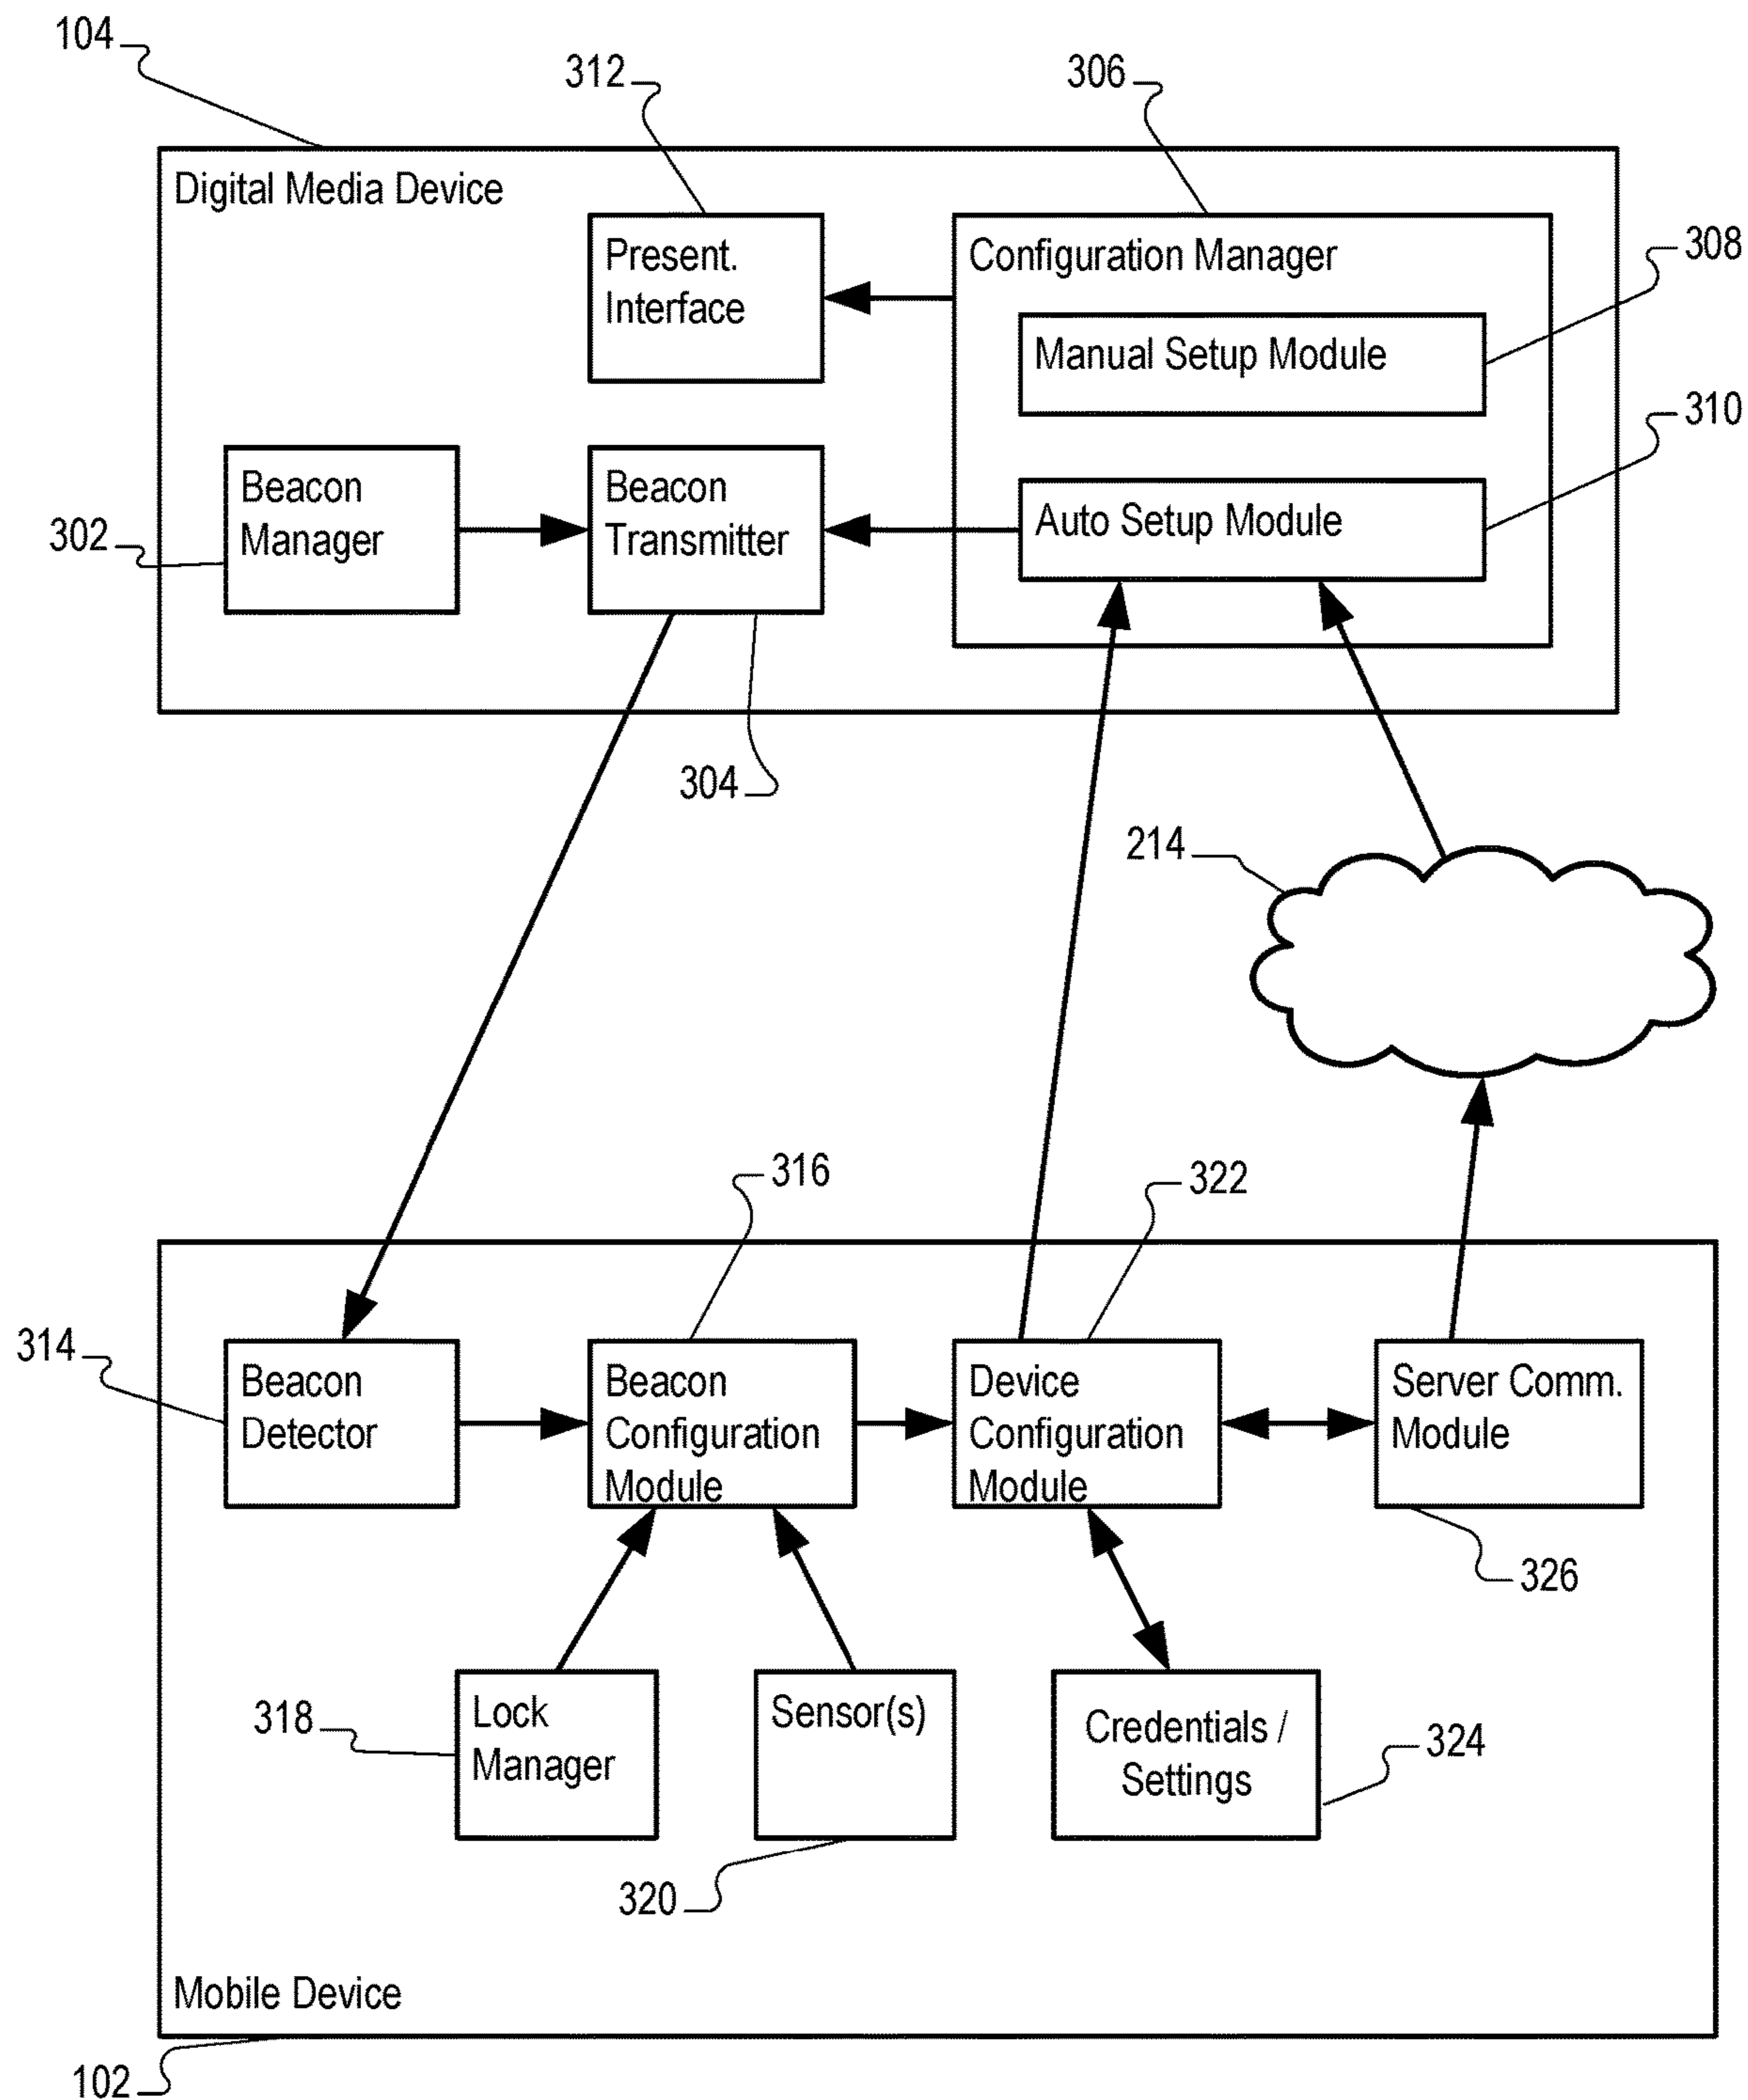 104
312
306
Digital Media Device
Present.
Interface
Configuration Manager
308
Manual Setup Module
310
Beacon
Manager
Beacon
Transmitter
Auto Setup Module
302
304
214
316
322
314
Beacon
Detector
Beacon
Configuration
Module
Device
Configuration
Module
Server Comm.
Module
326
318
Lock
Manager
Sensor(s)
Credentials /
Settings
324
320
Mobile Device
102